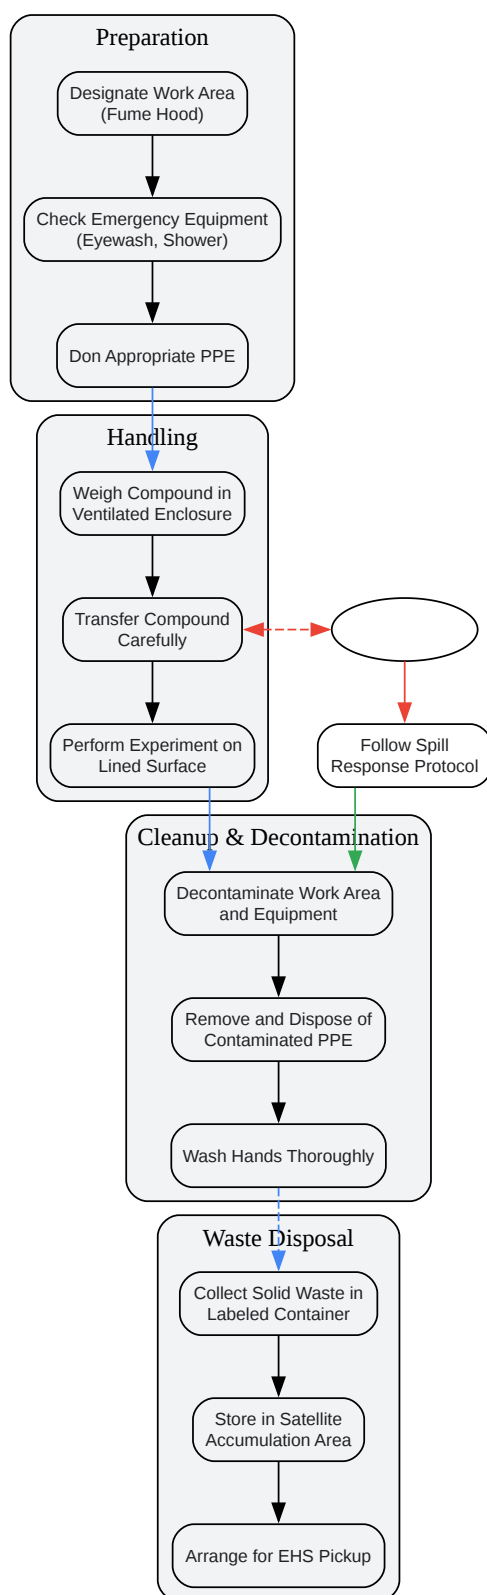 Preparation
Designate Work Area
(Fume Hood)
Check Emergency Equipment
(Eyewash, Shower)
Don Appropriate PPE
Handling
Weigh Compound in
Ventilated Enclosure
Transfer Compound
Carefully
Perform Experiment on
Lined Surface
Follow Spill
Response Protocol
Cleanup & Decontamination
Decontaminate Work Area
and Equipment
Remove and Dispose of
Contaminated PPE
Wash Hands Thoroughly
Waste Disposal
Collect Solid Waste in
Labeled Container
Store in Satellite
Accumulation Area
Arrange for EHS Pickup